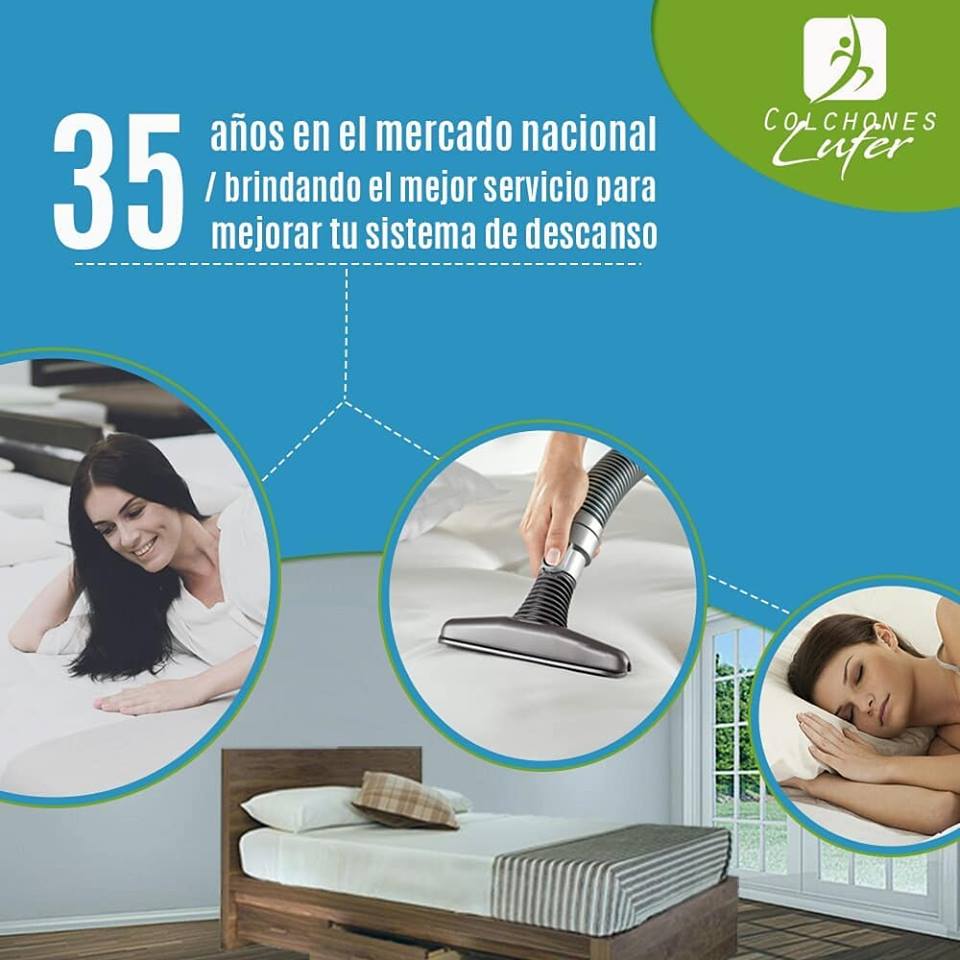 COLCHONES
Lufer
35 años en el mercado nacional
/ brindando el mejor servicio para
mejorar tu sistema de descanso